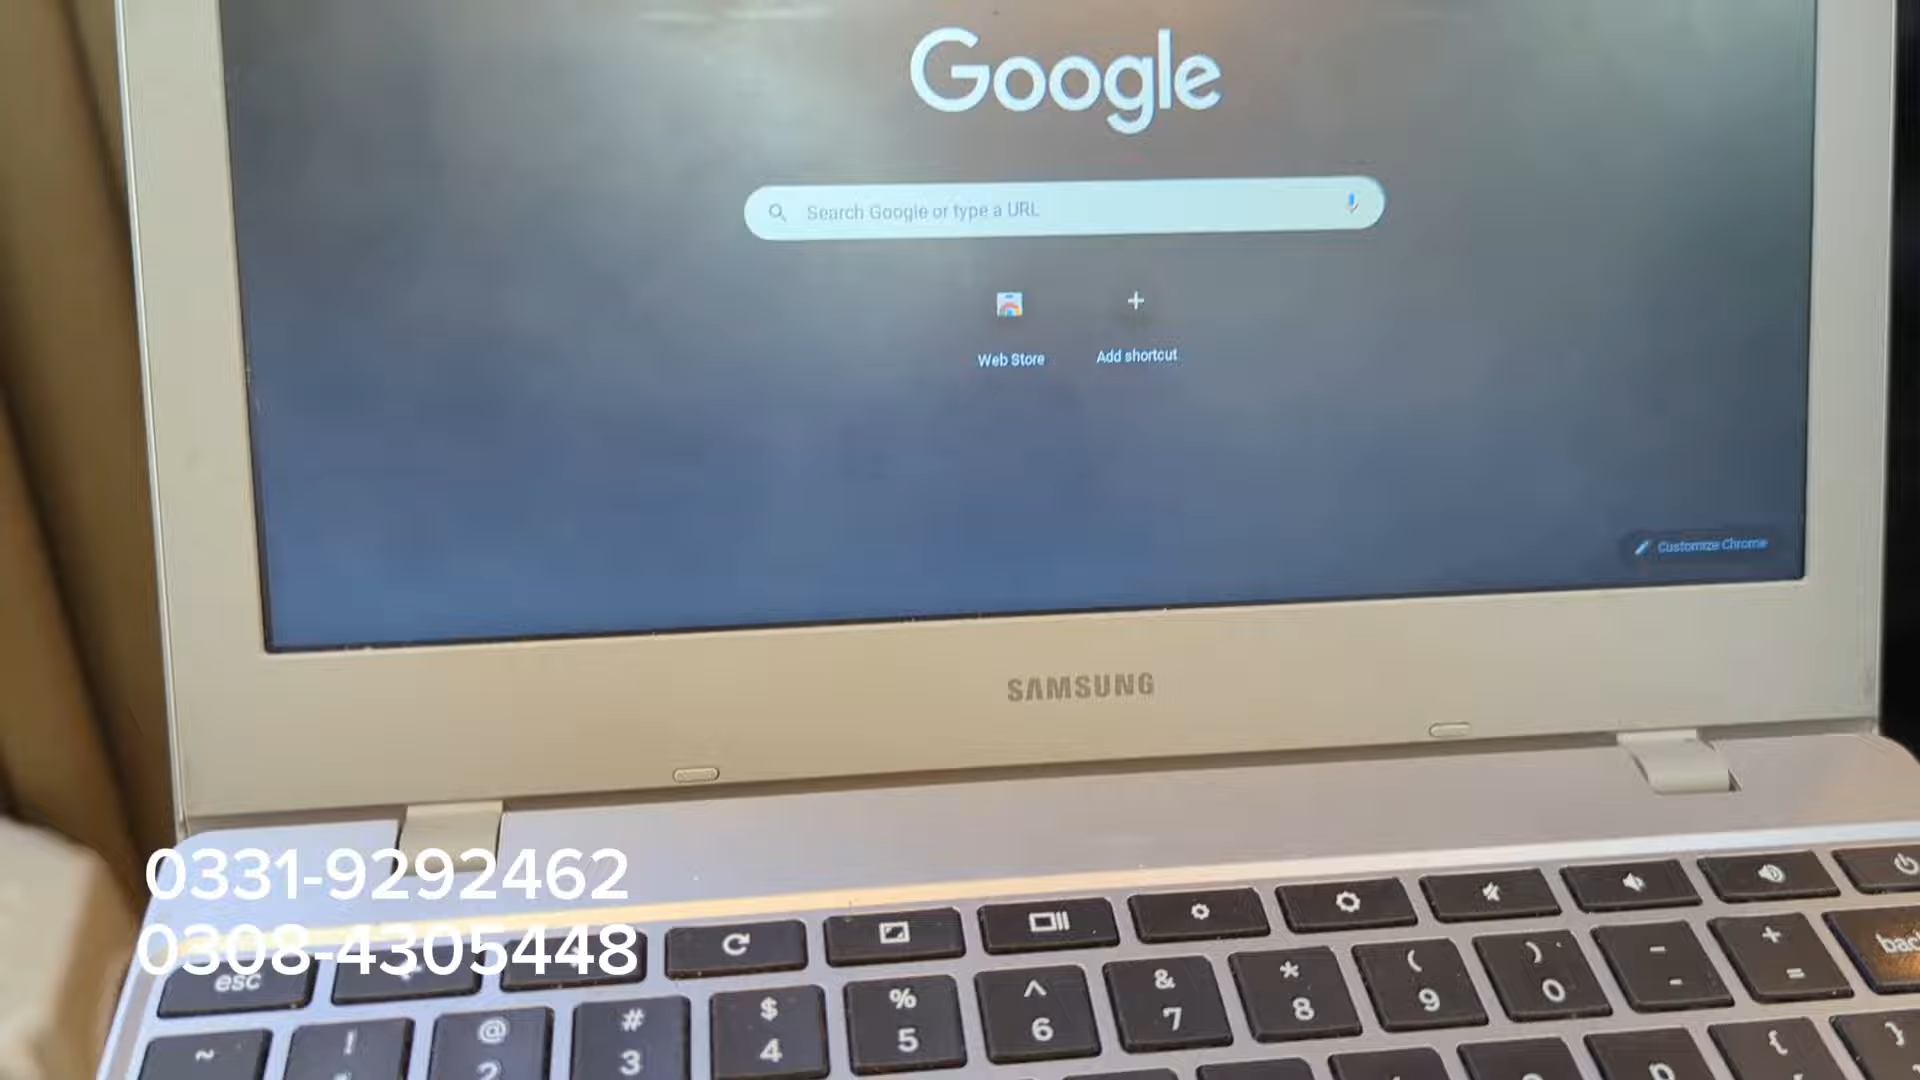 Google
Search Google or type a URL
Web Store
Add shortcut
Customize Chrome
SAMSUNG
0331-9292462
0308-4305448
esc
~ ! @ # $ % ^ & * ( ) - + { }
2 3 4 5 6 7 8 9 0 - =